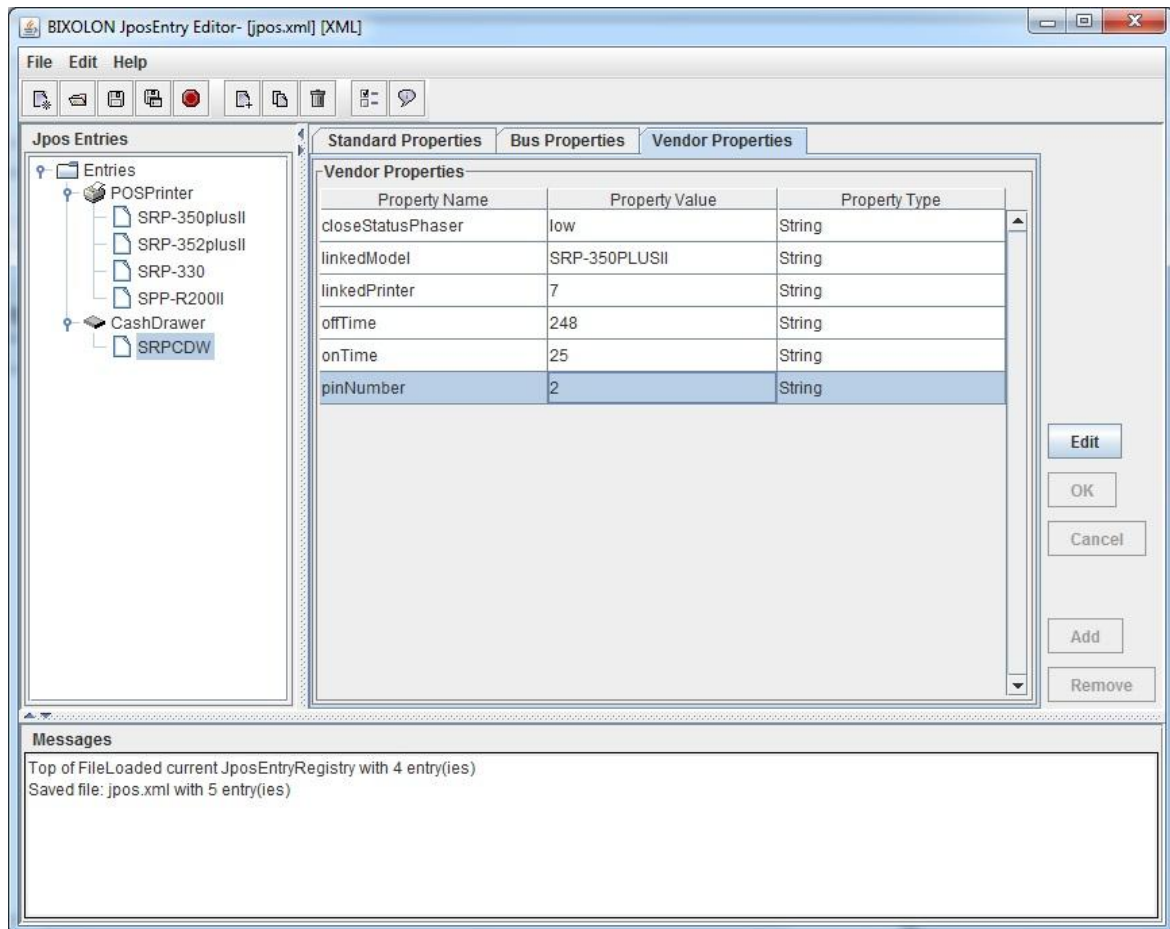 BIXOLON JposEntry Editor- [jpos.xml] [XML]
File Edit Help
Jpos Entries
Entries
POSPrinter
SRP-350plusII
SRP-352plusII
SRP-330
SPP-R200II
CashDrawer
SRPCDW
Standard Properties Bus Properties Vendor Properties
Vendor Properties
Property Name Property Value Property Type
closeStatusPhaser low String
linkedModel SRP-350PLUSII String
linkedPrinter 7 String
offTime 248 String
onTime 25 String
pinNumber 2 String
Edit
OK
Cancel
Add
Remove
Messages
Top of FileLoaded current JposEntryRegistry with 4 entry(ies)
Saved file: jpos.xml with 5 entry(ies)